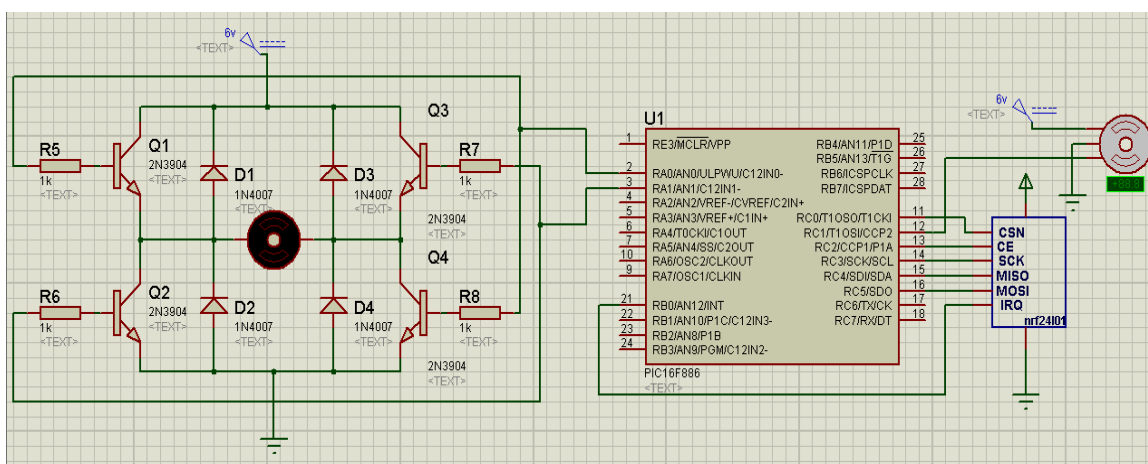 6v
<TEXT>
R5
1k
<TEXT>
Q1
2N3904
<TEXT>
D1
1N4007
<TEXT>
D3
1N4007
<TEXT>
Q3
2N3904
<TEXT>
R7
1k
<TEXT>
R6
1k
<TEXT>
Q2
2N3904
<TEXT>
D2
1N4007
<TEXT>
D4
1N4007
<TEXT>
Q4
2N3904
<TEXT>
R8
1k
<TEXT>
U1
1 RE3/MCLR/VPP
2 RA0/AN0/ULPWU/C12IN0-
3 RA1/AN1/C12IN1-
4 RA2/AN2/VREF-/CVREF/C2IN+
5 RA3/AN3/VREF+/C1IN+
6 RA4/T0CKI/C1OUT
7 RA5/AN4/SS/C2OUT
10 RA6/OSC2/CLKOUT
9 RA7/OSC1/CLKIN
21 RB0/AN12/INT
22 RB1/AN10/P1C/C12IN3-
23 RB2/AN8/P1B
24 RB3/AN9/PGM/C12IN2-
RB4/AN11/P1D 25
RB5/AN13/T1G 26
RB6/ICSPCLK 27
RB7/ICSPDAT 28
RC0/T1OSO/T1CKI 11
RC1/T1OSI/CCP2 12
RC2/CCP1/P1A 13
RC3/SCK/SCL 14
RC4/SDI/SDA 15
RC5/SDO 16
RC6/TX/CK 17
RC7/RX/DT 18
PIC16F886
<TEXT>
6v
<TEXT>
+88.8
CSN
CE
SCK
MISO
MOSI
IRQ
nrf24l01